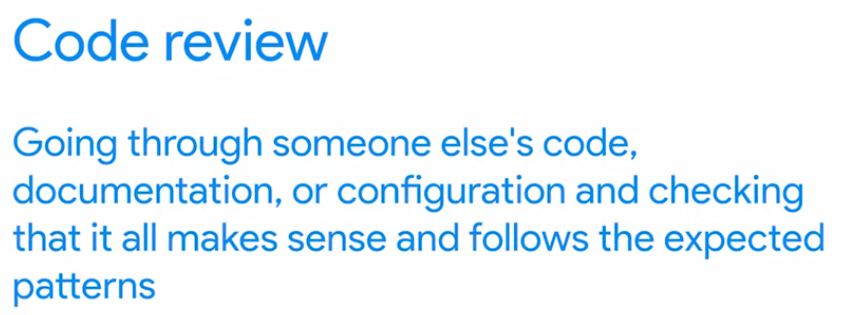 Code review
Going through someone else's code,
documentation, or configuration and checking
that it all makes sense and follows the expected
patterns